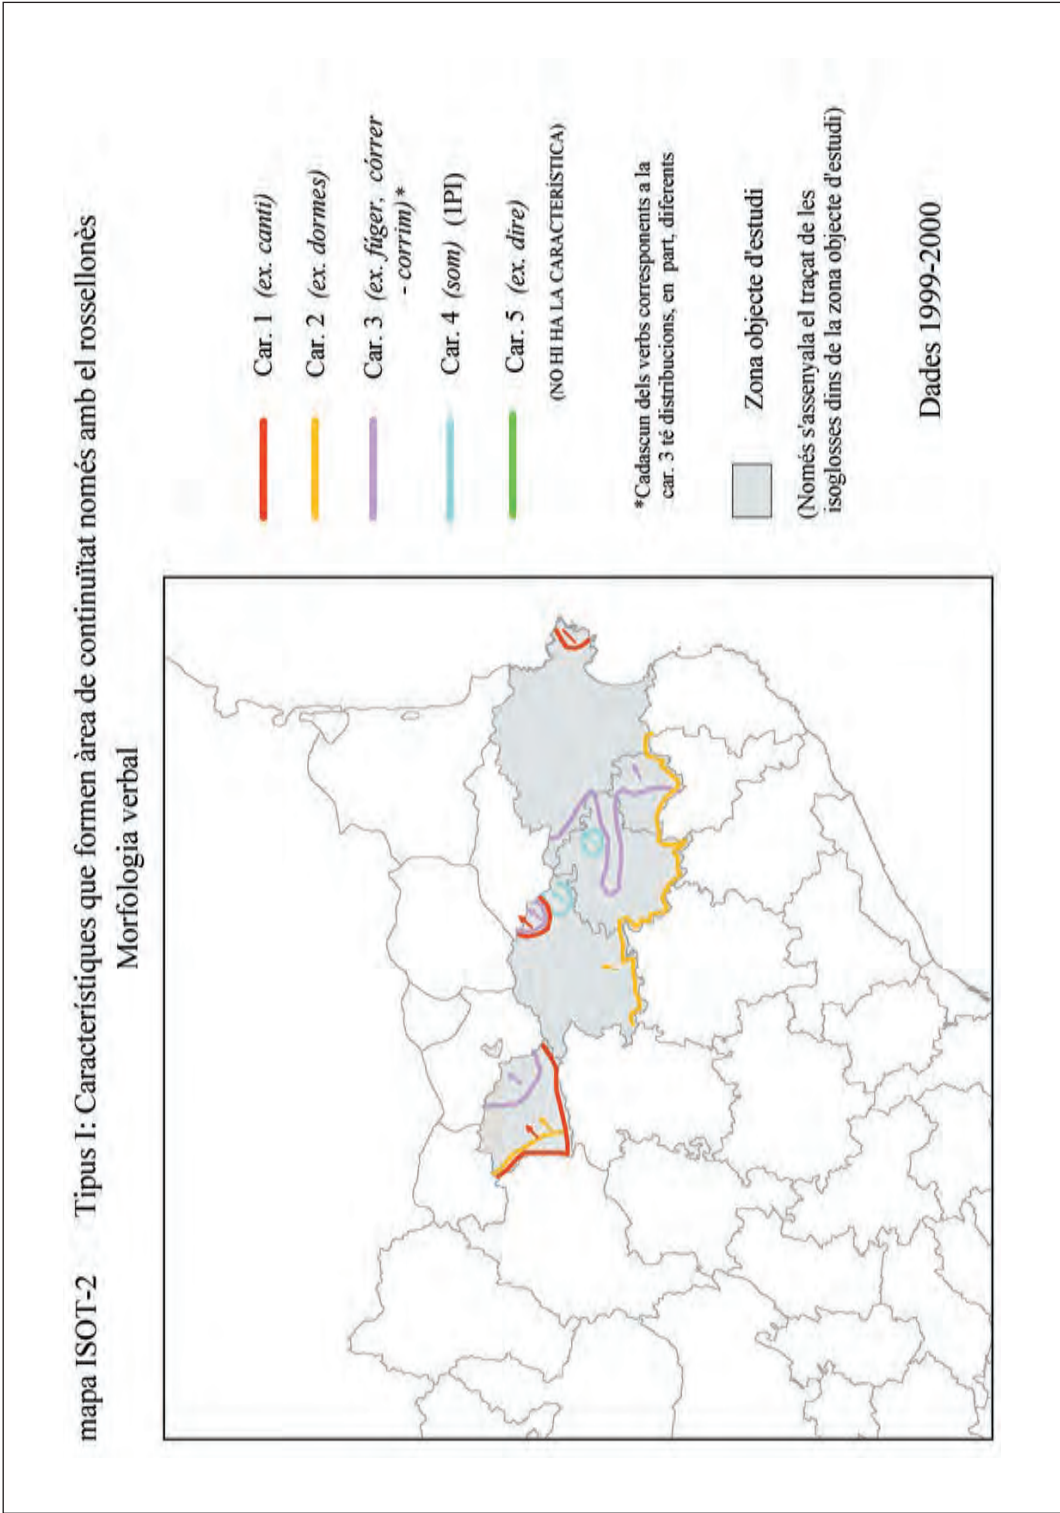 mapa ISOT-2 Tipus I: Característiques que formen àrea de continuïtat només amb el rossellonès
Morfologia verbal
Car. 1 (ex. canti)
Car. 2 (ex. dormes)
Car. 3 (ex. fúger, córrer
- corrim)*
Car. 4 (som) (1PI)
Car. 5 (ex. dire)
(NO HI HA LA CARACTERÍSTICA)
*Cadascun dels verbs corresponents a la
car. 3 té distribucions, en part, diferents
Zona objecte d'estudi
(Només s'assenyala el traçat de les
isoglosses dins de la zona objecte d'estudi)
Dades 1999-2000